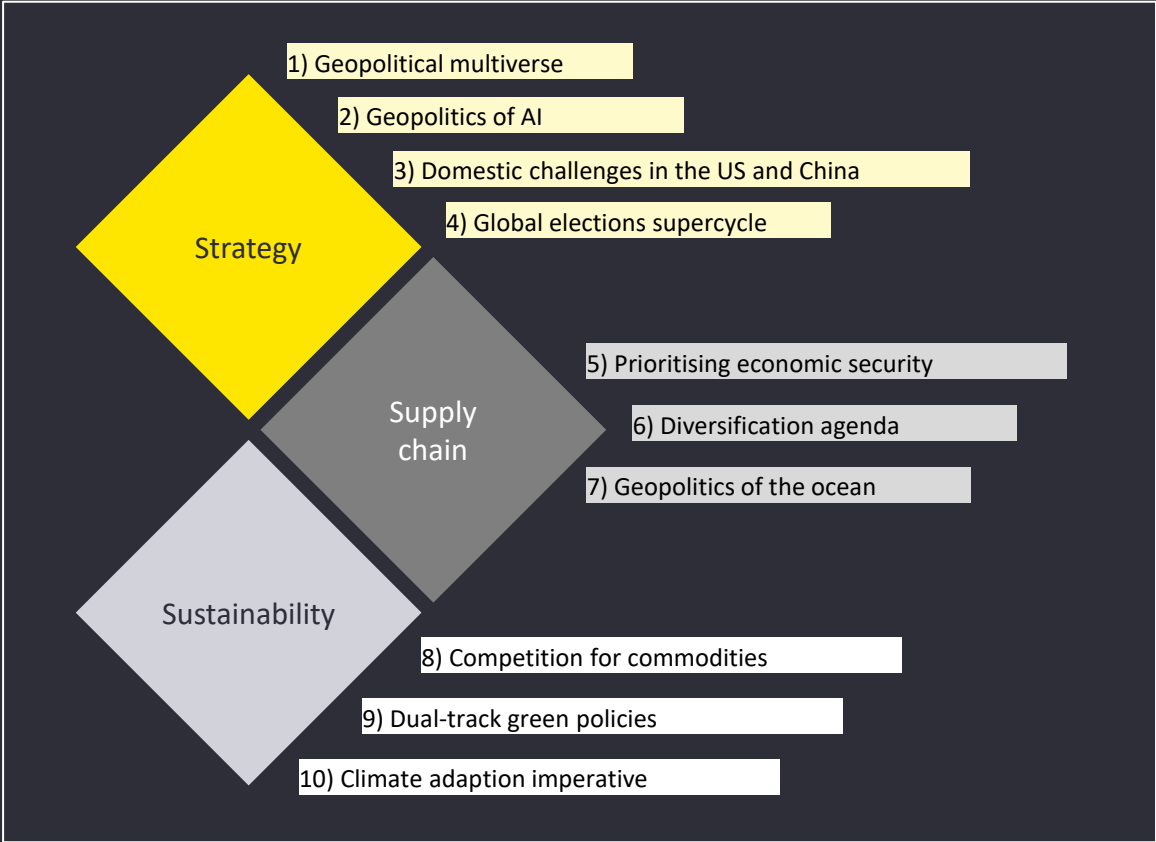 1) Geopolitical multiverse
2) Geopolitics of AI
3) Domestic challenges in the US and China
4) Global elections supercycle
Strategy
5) Prioritising economic security
6) Diversification agenda
7) Geopolitics of the ocean
Supply
chain
Sustainability
8) Competition for commodities
9) Dual-track green policies
10) Climate adaption imperative